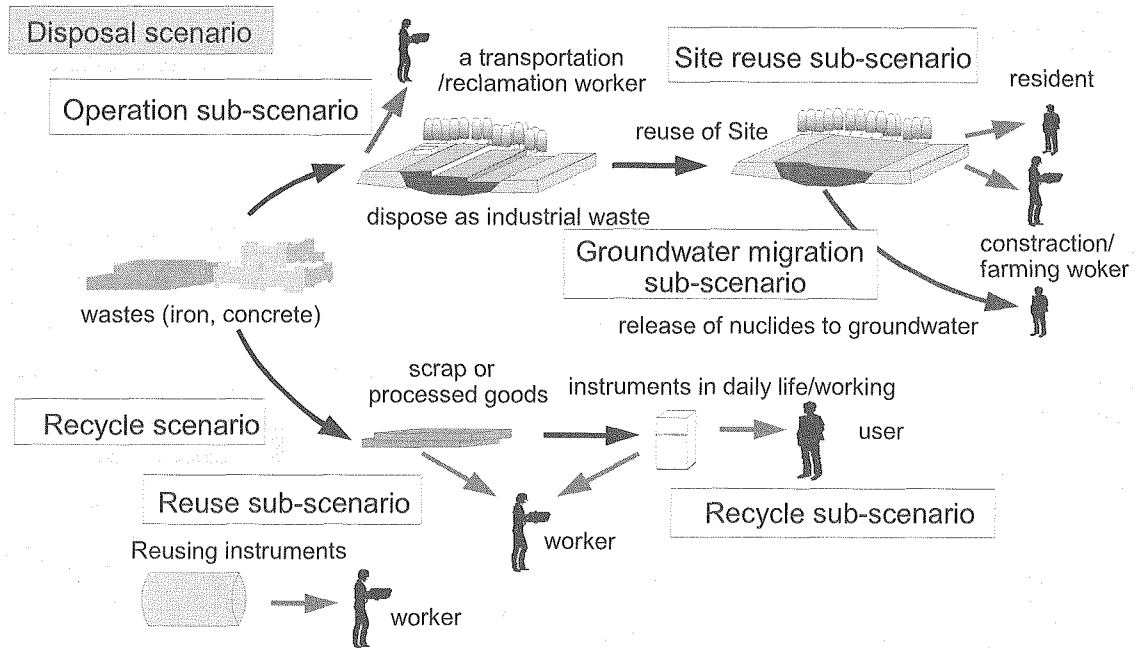 Disposal scenario
Operation sub-scenario
a transportation
/reclamation worker
Site reuse sub-scenario
resident
reuse of Site
dispose as industrial waste
constraction/
farming woker
Groundwater migration
sub-scenario
wastes (iron, concrete)
release of nuclides to groundwater
Recycle scenario
scrap or
processed goods
instruments in daily life/working
user
Reuse sub-scenario
Recycle sub-scenario
worker
Reusing instruments
worker